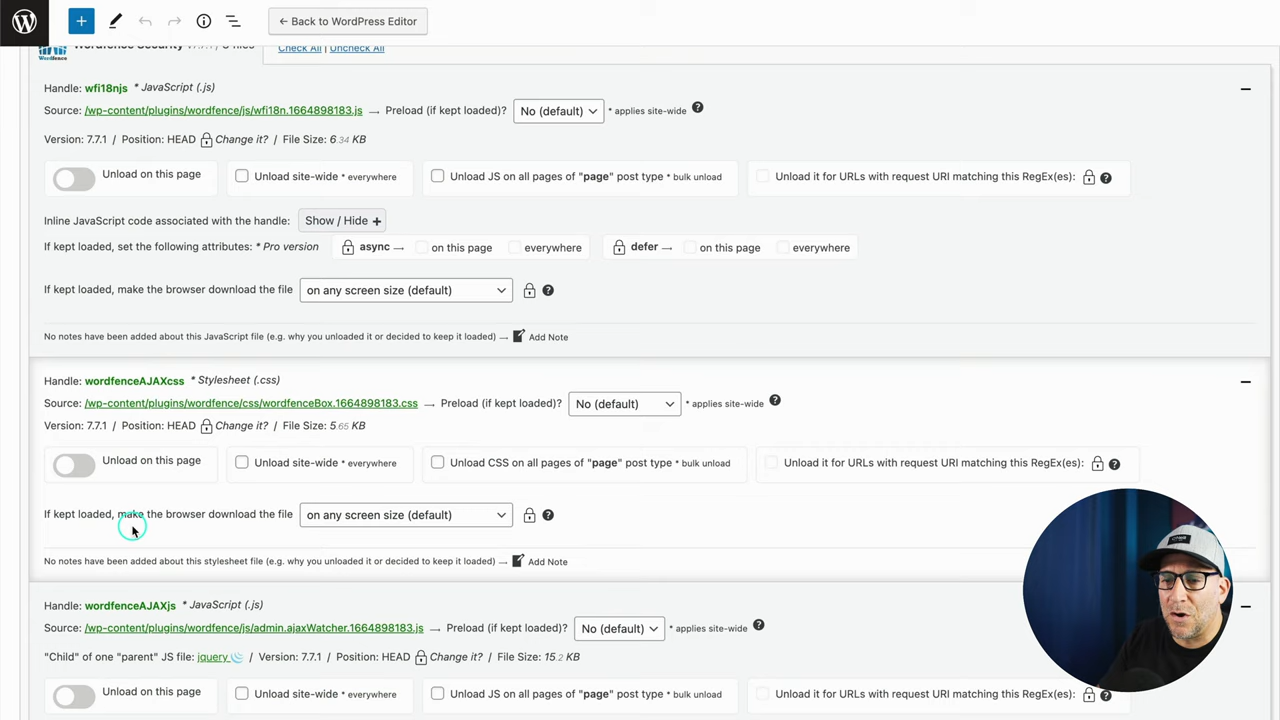 ← Back to WordPress Editor
Wordfence Security v7.7.1 / 3 files
Check All | Uncheck All
Wordfence
Handle: wfi18njs * JavaScript (.js)
Source: /wp-content/plugins/wordfence/js/wfi18n.1664898183.js → Preload (if kept loaded)? No (default) * applies site-wide
Version: 7.7.1 / Position: HEAD Change it? / File Size: 6.34 KB
Unload on this page Unload site-wide * everywhere Unload JS on all pages of "page" post type * bulk unload Unload it for URLs with request URI matching this RegEx(es):
Inline JavaScript code associated with the handle: Show / Hide +
If kept loaded, set the following attributes: * Pro version async → on this page everywhere defer → on this page everywhere
If kept loaded, make the browser download the file on any screen size (default)
No notes have been added about this JavaScript file (e.g. why you unloaded it or decided to keep it loaded) → Add Note
Handle: wordfenceAJAXcss * Stylesheet (.css)
Source: /wp-content/plugins/wordfence/css/wordfenceBox.1664898183.css → Preload (if kept loaded)? No (default) * applies site-wide
Version: 7.7.1 / Position: HEAD Change it? / File Size: 5.65 KB
Unload on this page Unload site-wide * everywhere Unload CSS on all pages of "page" post type * bulk unload Unload it for URLs with request URI matching this RegEx(es):
If kept loaded, make the browser download the file on any screen size (default)
No notes have been added about this stylesheet file (e.g. why you unloaded it or decided to keep it loaded) → Add Note
Handle: wordfenceAJAXjs * JavaScript (.js)
Source: /wp-content/plugins/wordfence/js/admin.ajaxWatcher.1664898183.js → Preload (if kept loaded)? No (default) * applies site-wide
"Child" of one "parent" JS file: jquery / Version: 7.7.1 / Position: HEAD Change it? / File Size: 15.2 KB
Unload on this page Unload site-wide * everywhere Unload JS on all pages of "page" post type * bulk unload Unload it for URLs with request URI matching this RegEx(es):